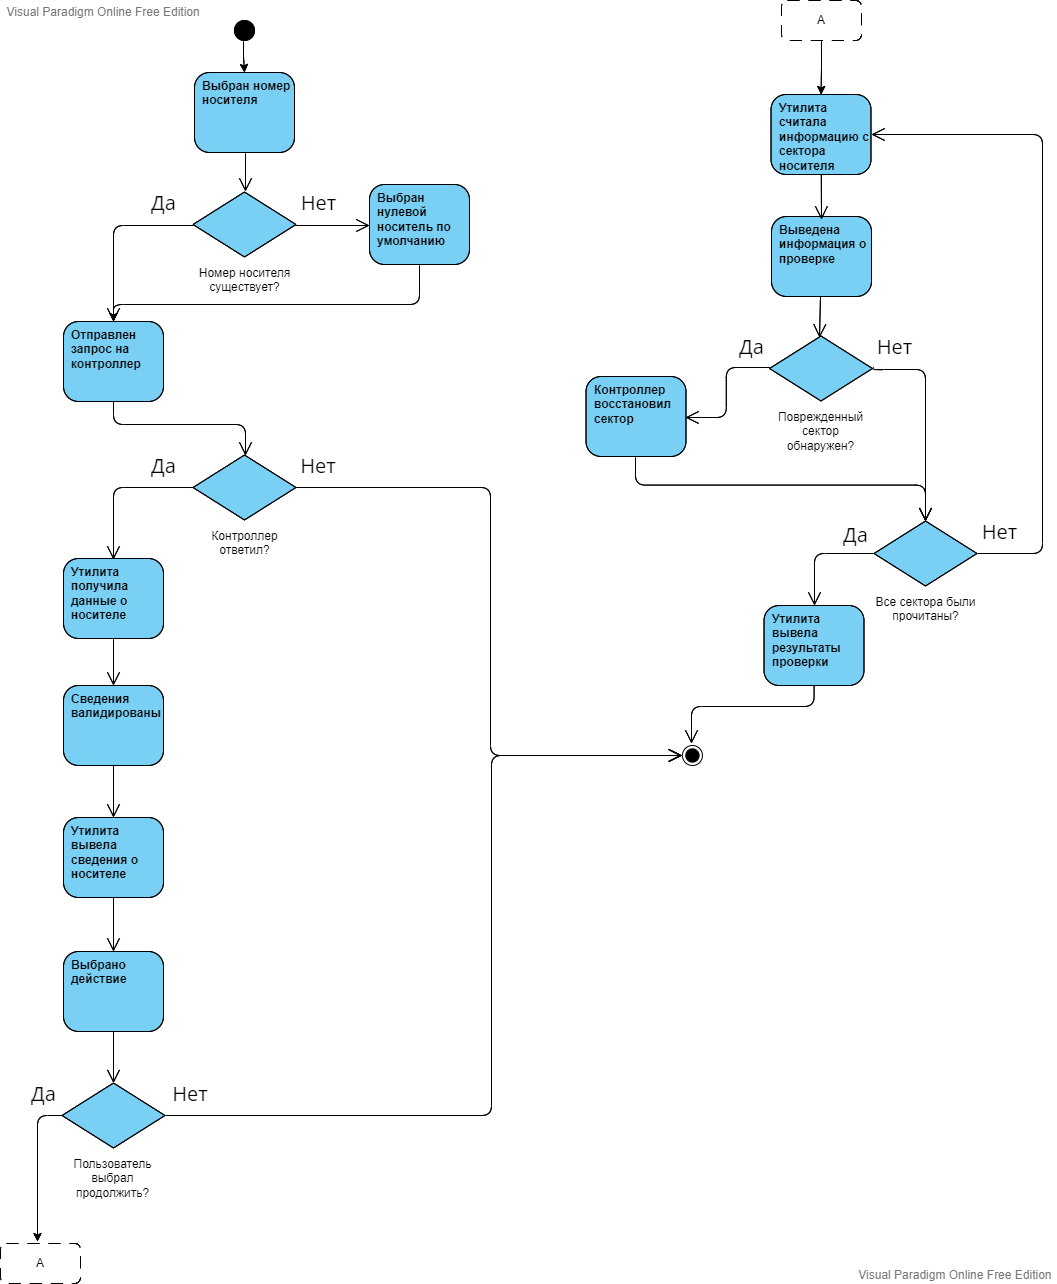 Visual Paradigm Online Free Edition
Выбран номер
носителя
Да
Нет
Номер носителя
существует?
Выбран
нулевой
носитель по
умолчанию
Отправлен
запрос на
контроллер
Да
Нет
Контроллер
ответил?
Утилита
получила
данные о
носителе
Сведения
валидированы
Утилита
вывела
сведения о
носителе
Выбрано
действие
Да
Нет
Пользователь
выбрал
продолжить?
A
A
Утилита
считала
информацию с
сектора
носителя
Выведена
информация о
проверке
Да
Нет
Поврежденный
сектор
обнаружен?
Контроллер
восстановил
сектор
Да
Нет
Все сектора были
прочитаны?
Утилита
вывела
результаты
проверки
Visual Paradigm Online Free Edition